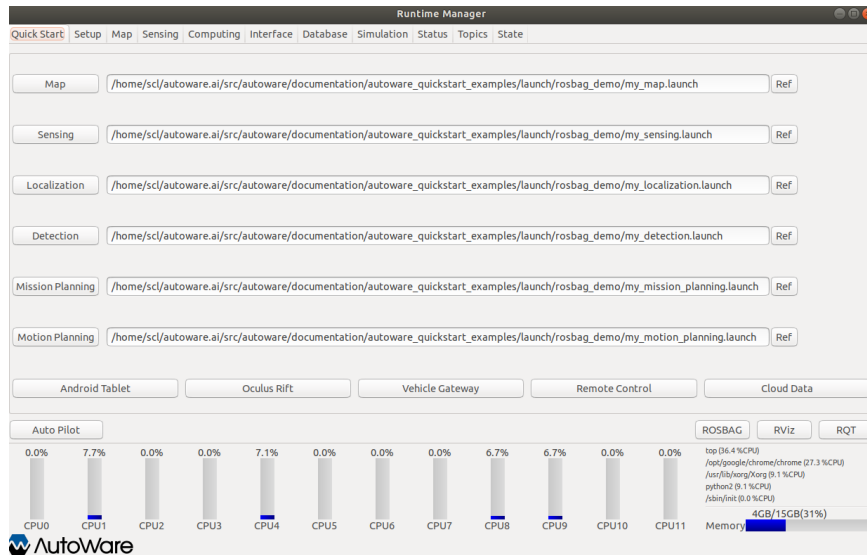 Runtime Manager
Quick Start Setup Map Sensing Computing Interface Database Simulation Status Topics State
Map /home/scl/autoware.ai/src/autoware/documentation/autoware_quickstart_examples/launch/rosbag_demo/my_map.launch Ref
Sensing /home/scl/autoware.ai/src/autoware/documentation/autoware_quickstart_examples/launch/rosbag_demo/my_sensing.launch Ref
Localization /home/scl/autoware.ai/src/autoware/documentation/autoware_quickstart_examples/launch/rosbag_demo/my_localization.launch Ref
Detection /home/scl/autoware.ai/src/autoware/documentation/autoware_quickstart_examples/launch/rosbag_demo/my_detection.launch Ref
Mission Planning /home/scl/autoware.ai/src/autoware/documentation/autoware_quickstart_examples/launch/rosbag_demo/my_mission_planning.launch Ref
Motion Planning /home/scl/autoware.ai/src/autoware/documentation/autoware_quickstart_examples/launch/rosbag_demo/my_motion_planning.launch Ref
Android Tablet Oculus Rift Vehicle Gateway Remote Control Cloud Data
Auto Pilot ROSBAG RViz RQT
0.0% 7.7% 0.0% 0.0% 7.1% 0.0% 0.0% 0.0% 6.7% 6.7% 0.0% 0.0%
top (36.4 %CPU)
/opt/google/chrome/chrome (27.3 %CPU)
/usr/lib/xorg/Xorg (9.1 %CPU)
python2 (9.1 %CPU)
/sbin/init (0.0 %CPU)
4GB/15GB(31%)
CPU0 CPU1 CPU2 CPU3 CPU4 CPU5 CPU6 CPU7 CPU8 CPU9 CPU10 CPU11 Memory
AutoWare